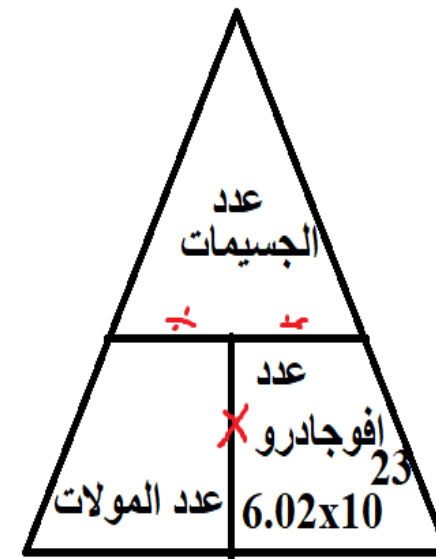 عدد
الجسيمات
÷ ÷
عدد
افوجادرو
23
6.02x10
×
عدد المولات